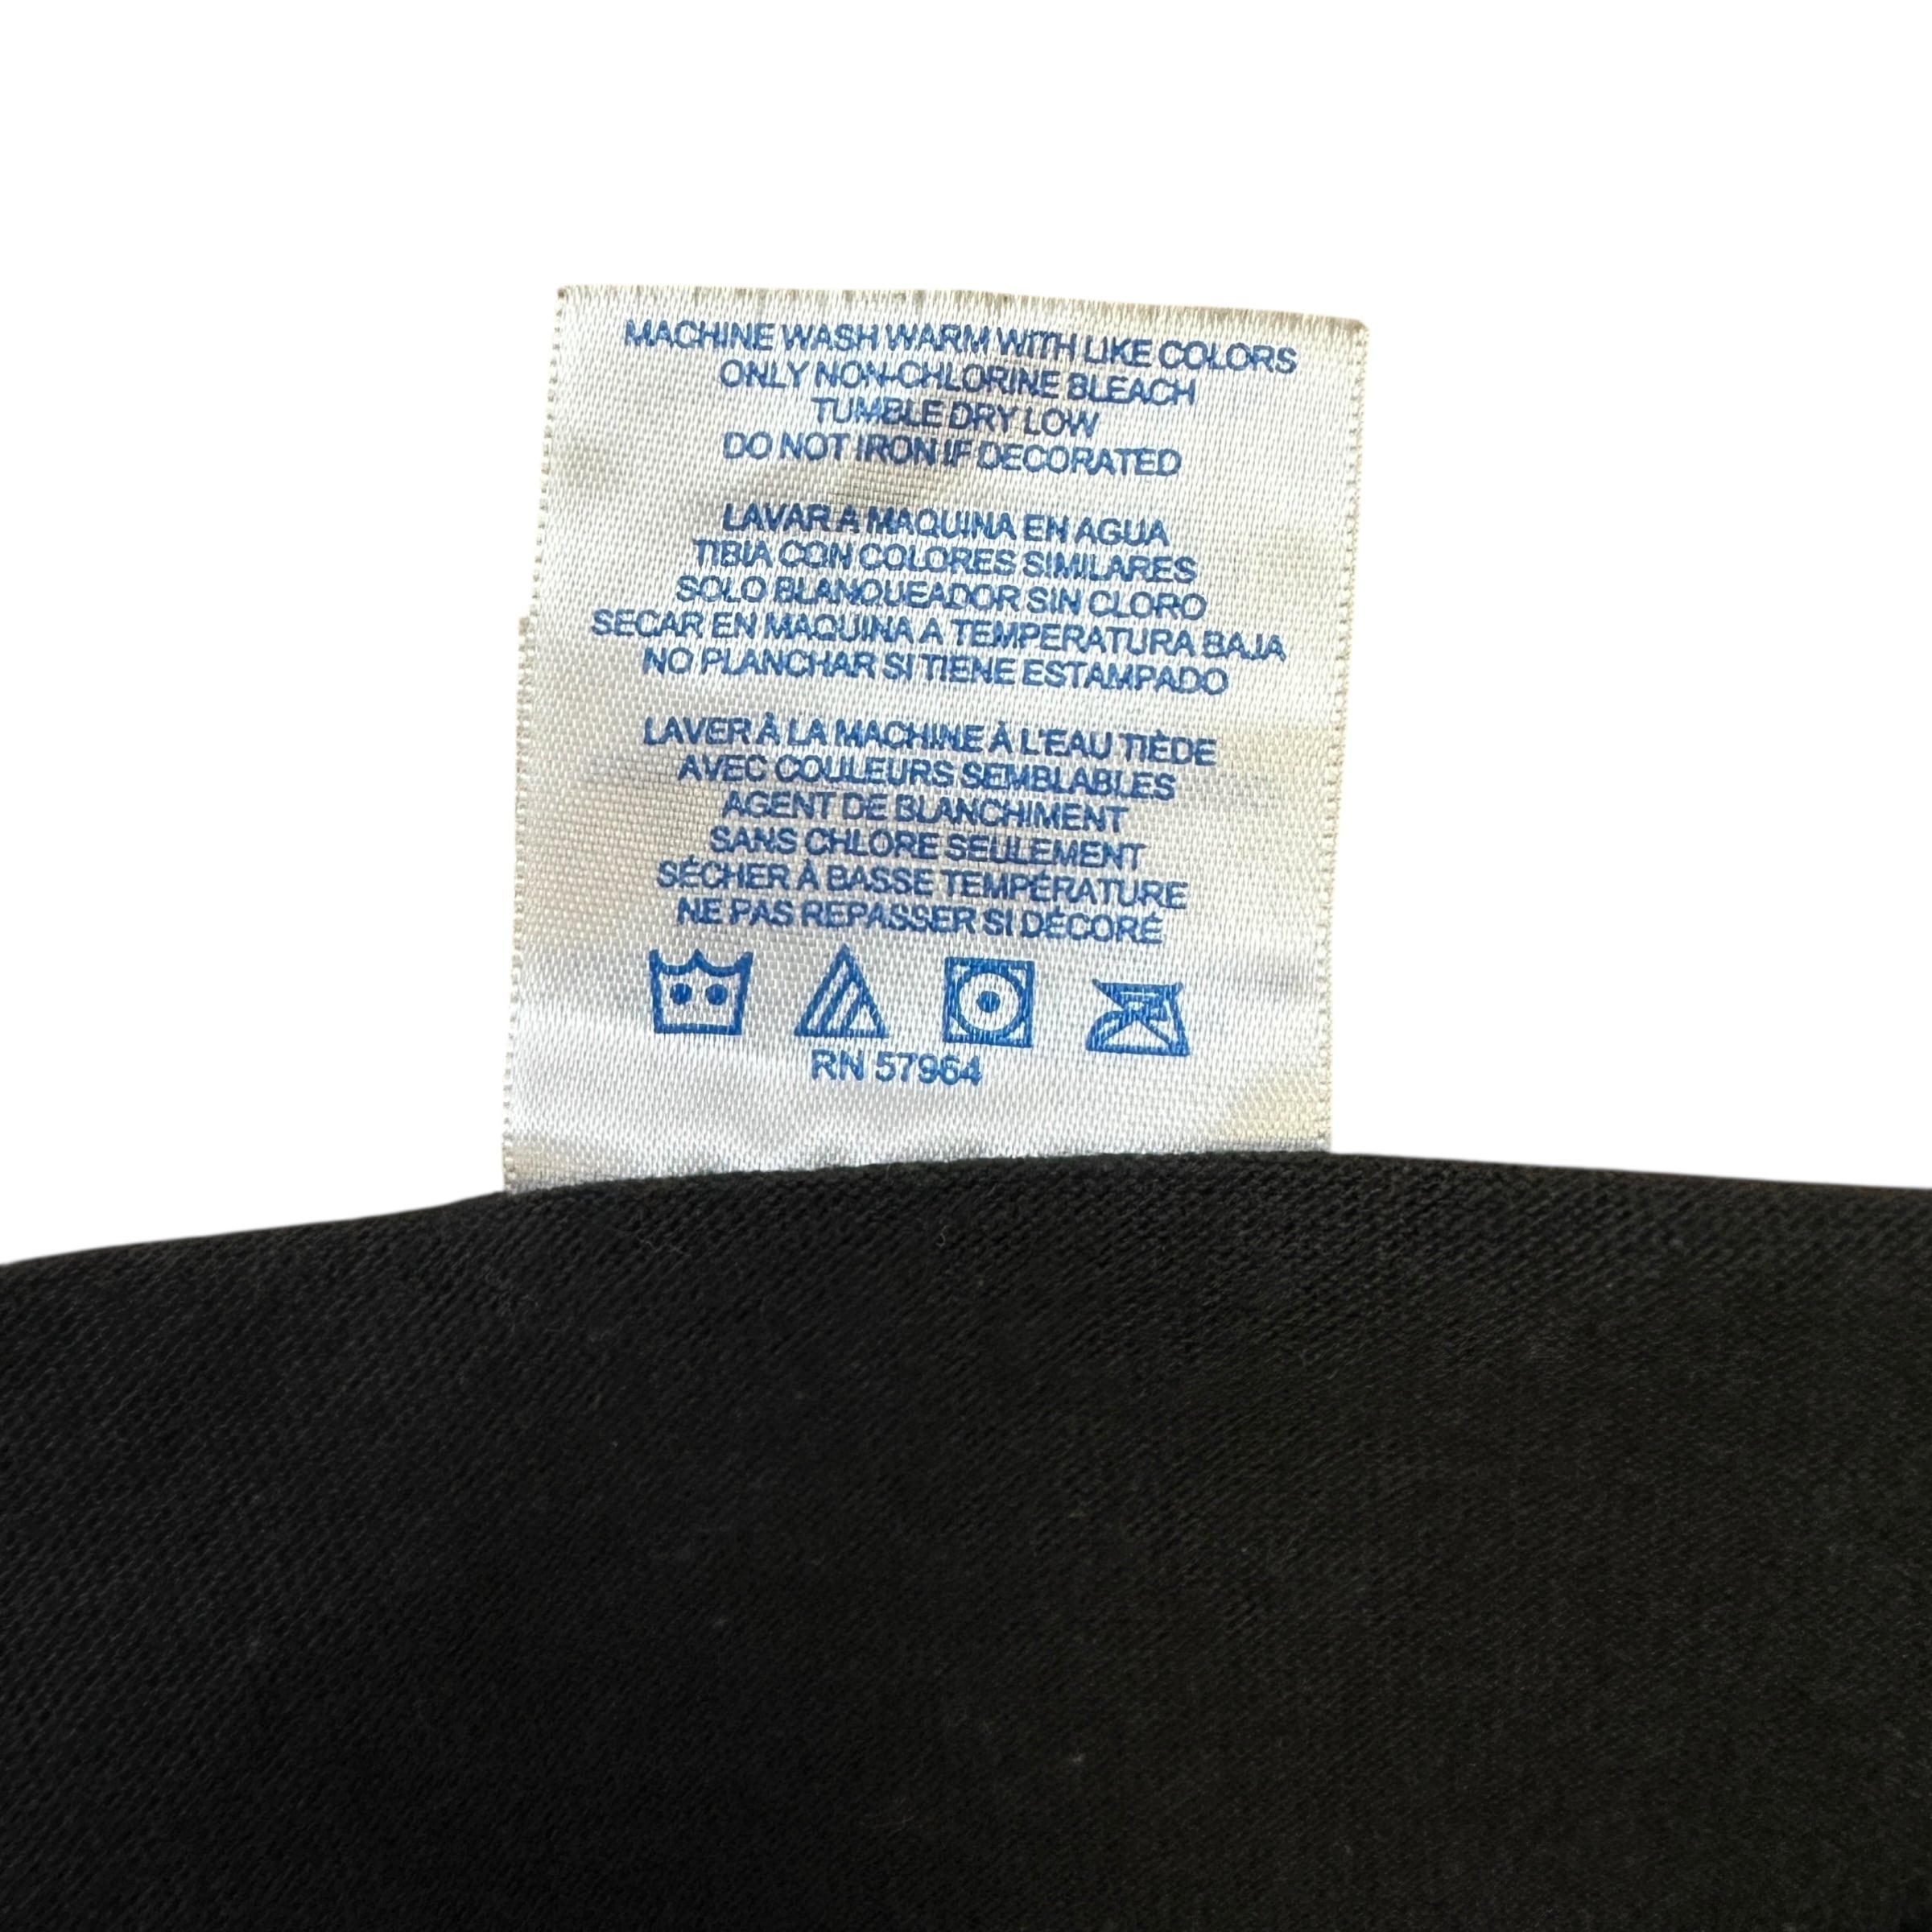 MACHINE WASH WARM WITH LIKE COLORS
ONLY NON-CHLORINE BLEACH
TUMBLE DRY LOW
DO NOT IRON IF DECORATED
LAVAR A MAQUINA EN AGUA
TIBIA CON COLORES SIMILARES
SOLO BLANQUEADOR SIN CLORO
SECAR EN MAQUINA A TEMPERATURA BAJA
NO PLANCHAR SI TIENE ESTAMPADO
LAVER À LA MACHINE À L'EAU TIÈDE
AVEC COULEURS SEMBLABLES
AGENT DE BLANCHIMENT
SANS CHLORE SEULEMENT
SÉCHER À BASSE TEMPÉRATURE
NE PAS REPASSER SI DÉCORÉ
RN 57964